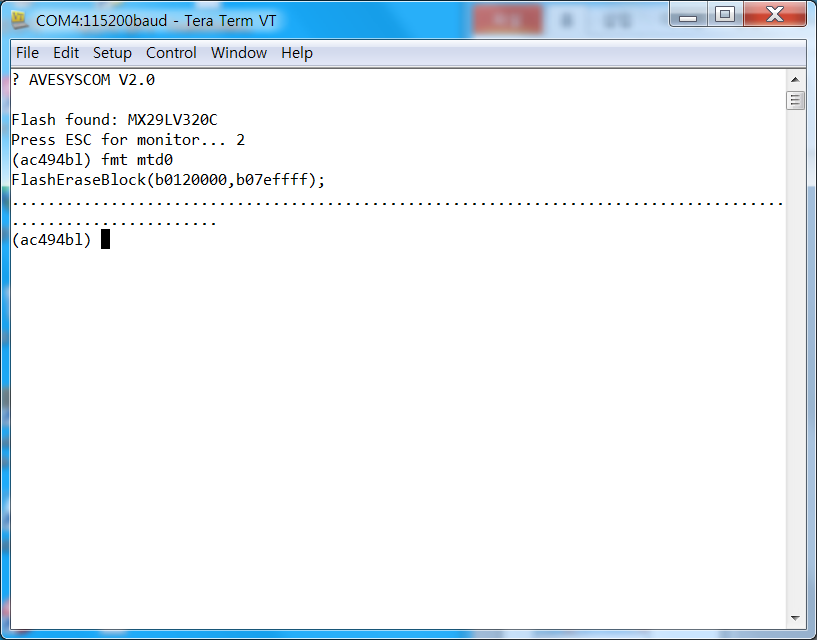 COM4:115200baud - Tera Term VT
File Edit Setup Control Window Help
? AVESYSCOM V2.0
Flash found: MX29LV320C
Press ESC for monitor... 2
(ac494bl) fmt mtd0
FlashEraseBlock(b0120000,b07effff);
......................................................................................
.......................
(ac494bl)